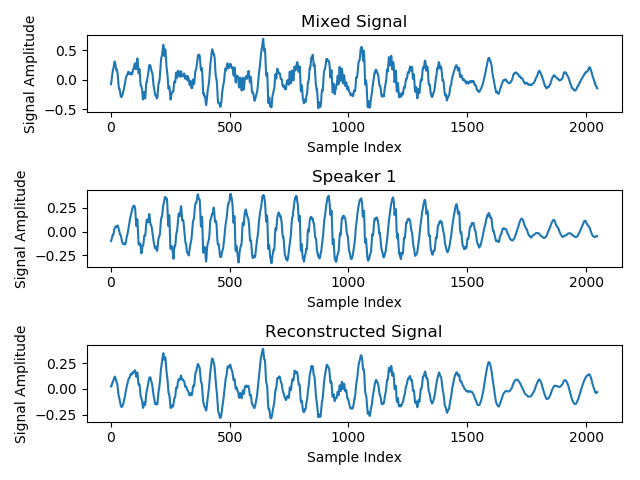 Mixed Signal
Signal Amplitude
0.5
0.0
−0.5
0 500 1000 1500 2000
Sample Index
Speaker 1
Signal Amplitude
0.25
0.00
−0.25
0 500 1000 1500 2000
Sample Index
Reconstructed Signal
Signal Amplitude
0.25
0.00
−0.25
0 500 1000 1500 2000
Sample Index